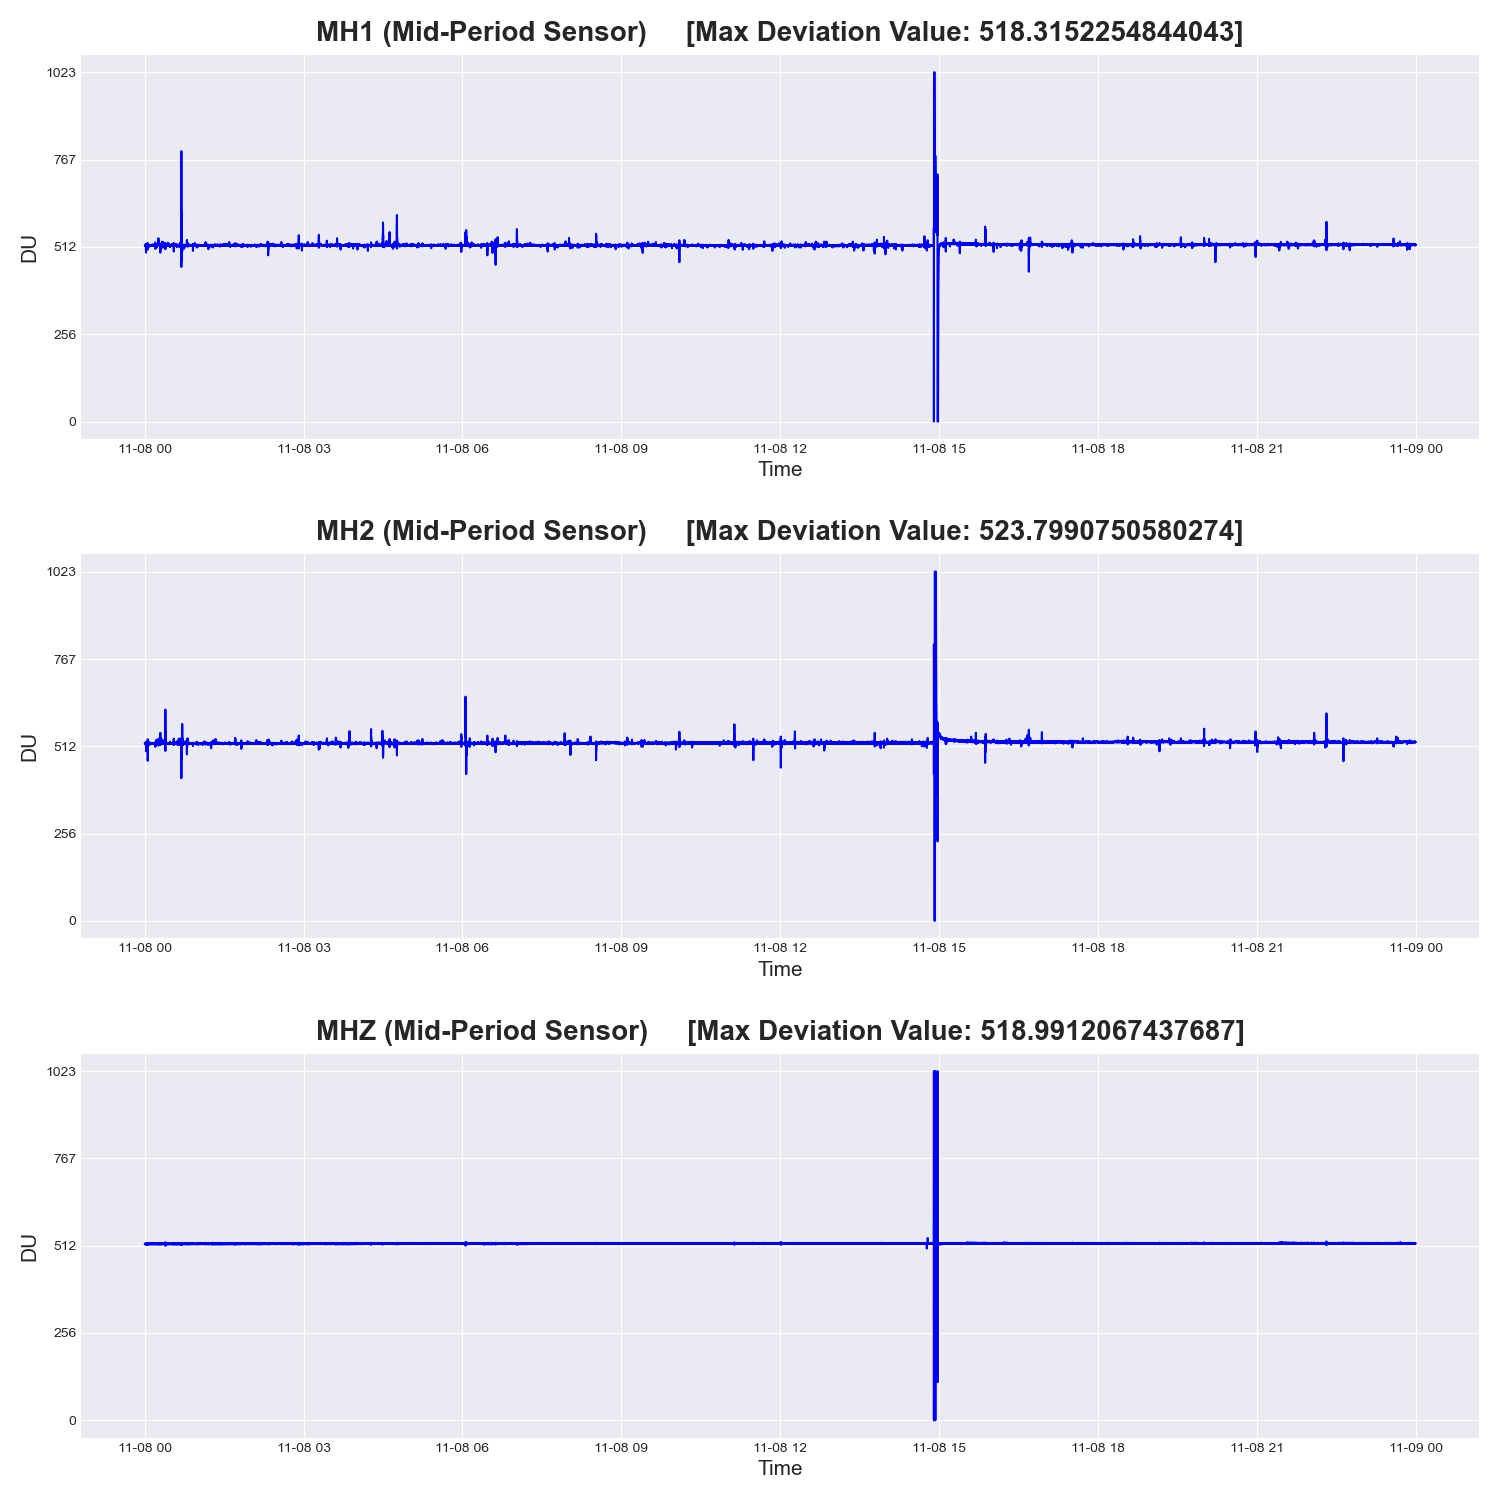 MH1 (Mid-Period Sensor) [Max Deviation Value: 518.3152254844043]
1023
767
512
256
0
DU
11-08 00 11-08 03 11-08 06 11-08 09 11-08 12 11-08 15 11-08 18 11-08 21 11-09 00
Time
MH2 (Mid-Period Sensor) [Max Deviation Value: 523.7990750580274]
1023
767
512
256
0
DU
11-08 00 11-08 03 11-08 06 11-08 09 11-08 12 11-08 15 11-08 18 11-08 21 11-09 00
Time
MHZ (Mid-Period Sensor) [Max Deviation Value: 518.9912067437687]
1023
767
512
256
0
DU
11-08 00 11-08 03 11-08 06 11-08 09 11-08 12 11-08 15 11-08 18 11-08 21 11-09 00
Time